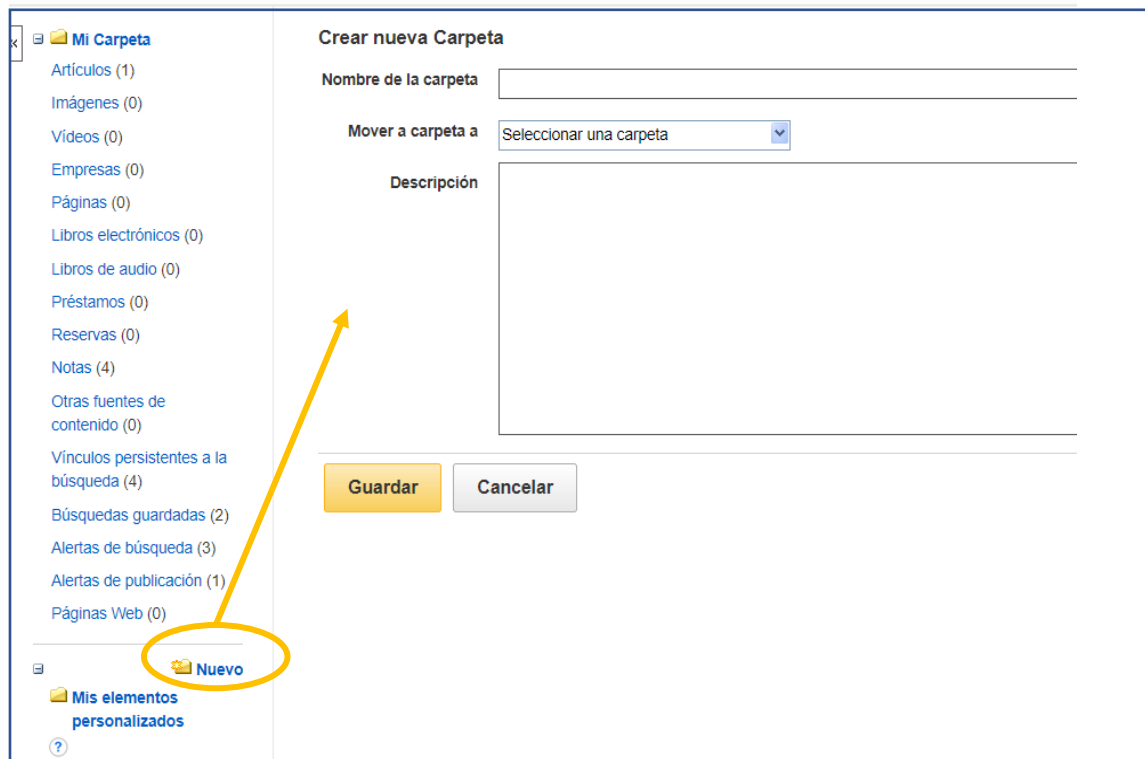 Mi Carpeta
Artículos (1)
Imágenes (0)
Vídeos (0)
Empresas (0)
Páginas (0)
Libros electrónicos (0)
Libros de audio (0)
Préstamos (0)
Reservas (0)
Notas (4)
Otras fuentes de
contenido (0)
Vínculos persistentes a la
búsqueda (4)
Búsquedas guardadas (2)
Alertas de búsqueda (3)
Alertas de publicación (1)
Páginas Web (0)
Nuevo
Mis elementos
personalizados
?
Crear nueva Carpeta
Nombre de la carpeta
Mover a carpeta a
Seleccionar una carpeta
Descripción
Guardar
Cancelar